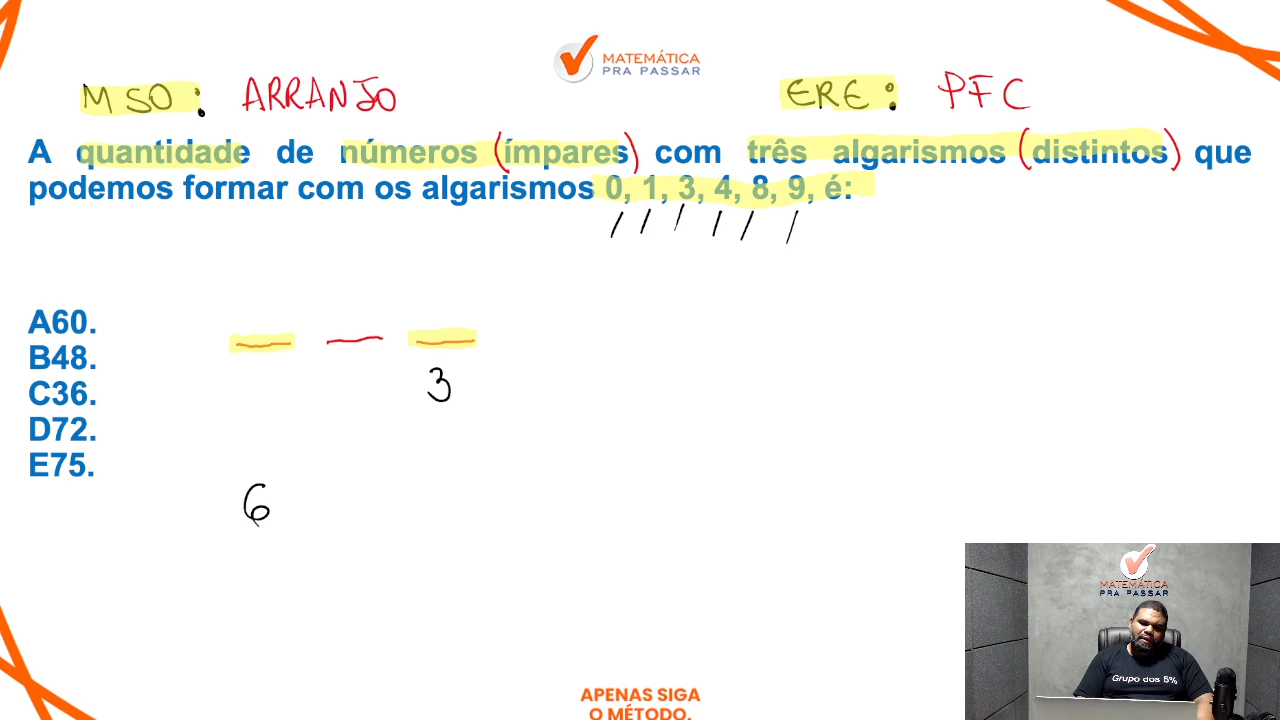 MATEMÁTICA
PRA PASSAR
MSO: ARRANJO
ERE: PFC
A quantidade de números (ímpares) com três algarismos (distintos) que
podemos formar com os algarismos 0, 1, 3, 4, 8, 9, é:
A60.
B48.
C36.
D72.
E75.
3
6
MATEMÁTICA
PRA PASSAR
Grupo dos 5%
APENAS SIGA
O MÉTODO.